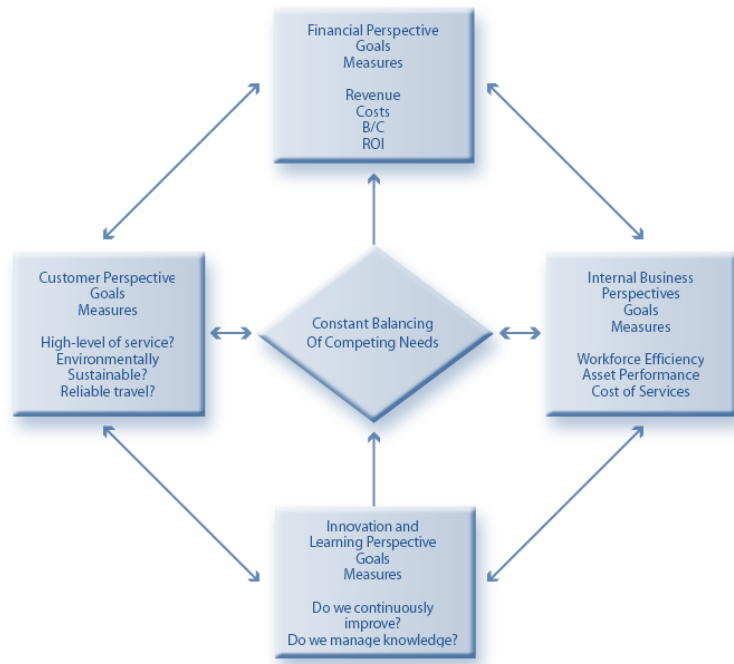 Financial Perspective
Goals
Measures
Revenue
Costs
B/C
ROI
Customer Perspective
Goals
Measures
High-level of service?
Environmentally
Sustainable?
Reliable travel?
Constant Balancing
Of Competing Needs
Internal Business
Perspectives
Goals
Measures
Workforce Efficiency
Asset Performance
Cost of Services
Innovation and
Learning Perspective
Goals
Measures
Do we continuously
improve?
Do we manage knowledge?